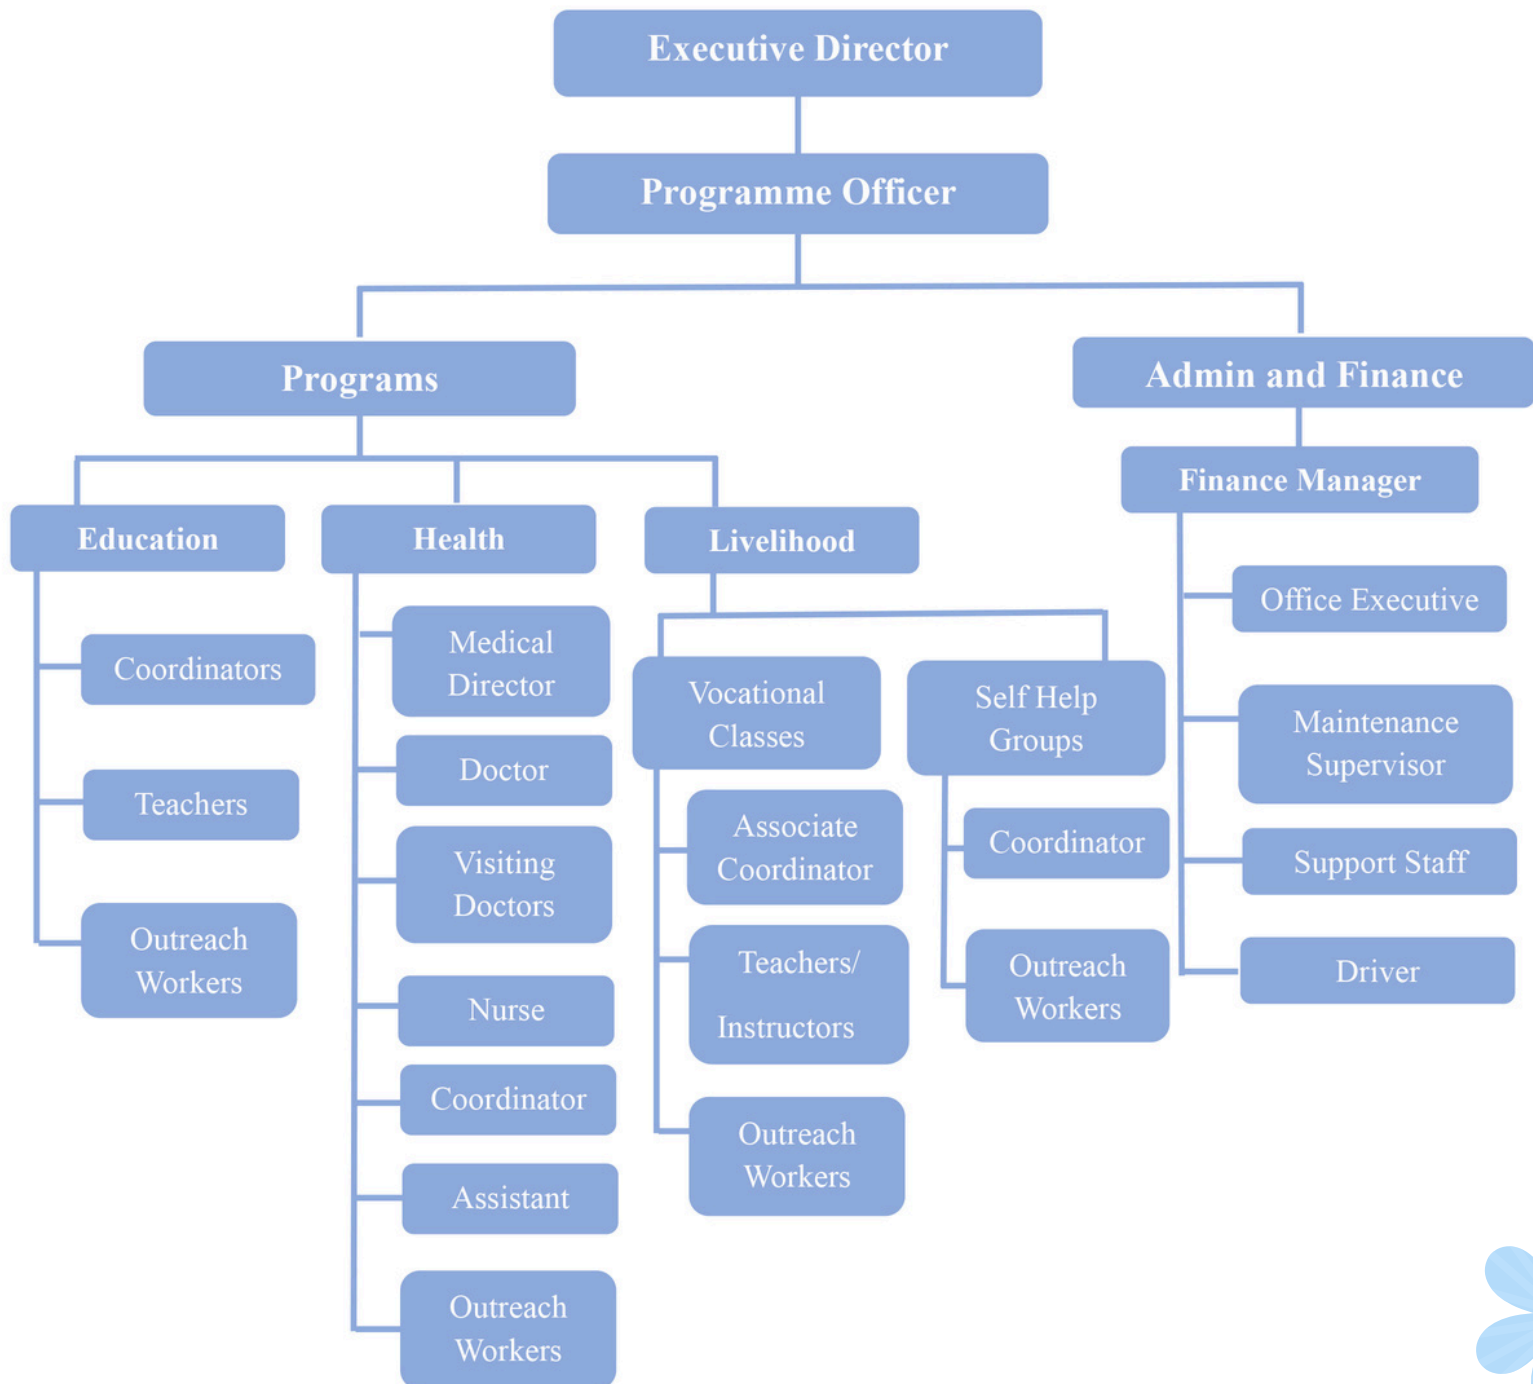 Executive Director
Programme Officer
Programs
Admin and Finance
Finance Manager
Education
Health
Livelihood
Coordinators
Teachers
Outreach
Workers
Medical
Director
Doctor
Visiting
Doctors
Nurse
Coordinator
Assistant
Outreach
Workers
Vocational
Classes
Associate
Coordinator
Teachers/
Instructors
Outreach
Workers
Self Help
Groups
Coordinator
Outreach
Workers
Office Executive
Maintenance
Supervisor
Support Staff
Driver